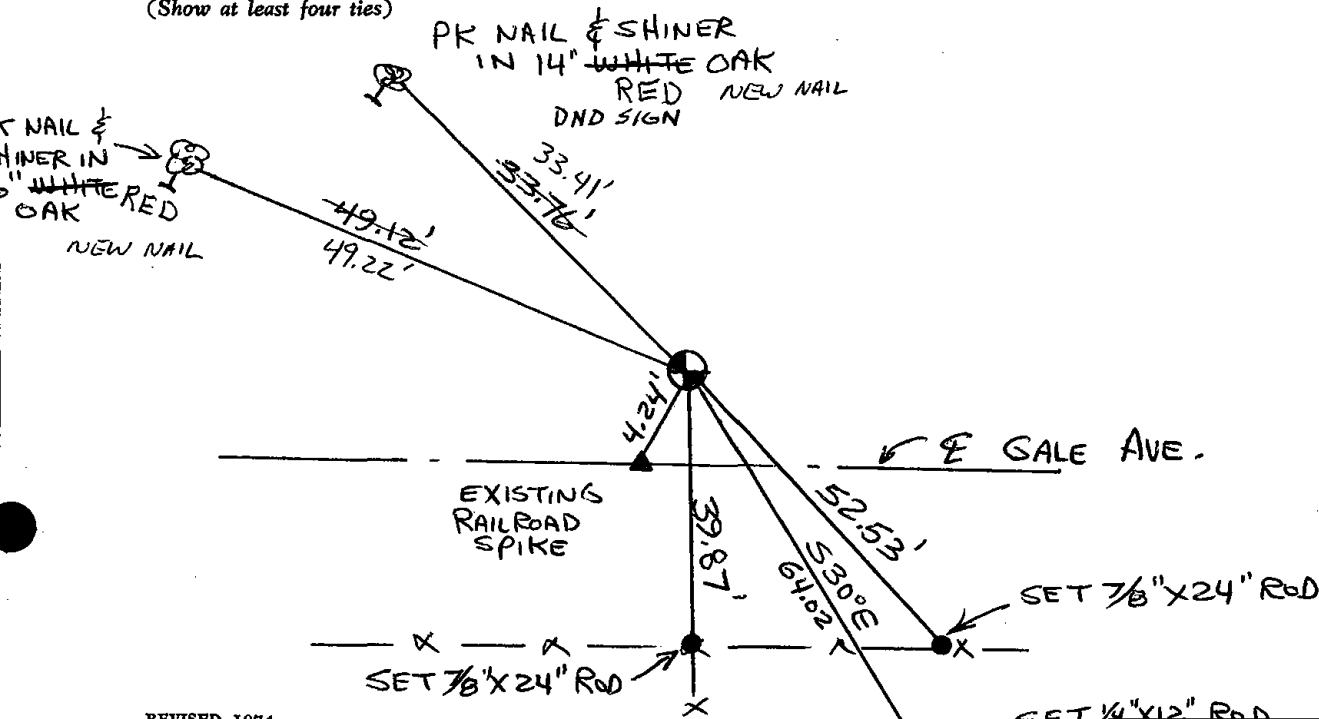 (Show at least four ties)
PK NAIL & SHINER
IN 14" WHITE OAK
RED NEW NAIL
DND SIGN
NAIL &
HINER IN
" WHITE RED
OAK
NEW NAIL
33.41'
33.76'
49.12'
49.22'
4.24'
℄ GALE AVE.
EXISTING
RAILROAD
SPIKE
39.87'
52.53'
S30°E
64.02
SET 7/8"X24" ROD
X
SET 7/8"X24" ROD
X
REVISED 1974
SET 1/4"X12" ROD